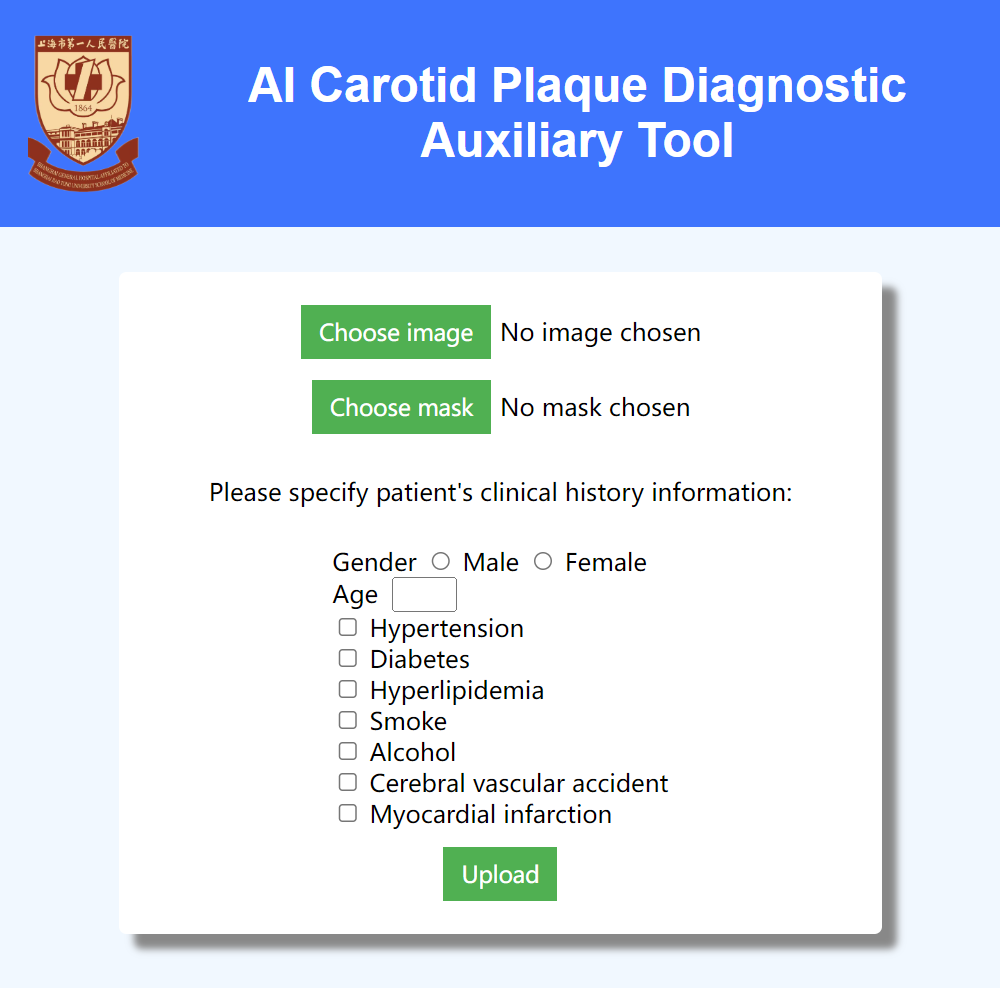 上海市第一人民醫院
1864
SHANGHAI GENERAL HOSPITAL AFFILIATED TO
SHANGHAI JIAO TONG UNIVERSITY SCHOOL OF MEDICINE
AI Carotid Plaque Diagnostic
Auxiliary Tool
Choose image No image chosen
Choose mask No mask chosen
Please specify patient's clinical history information:
Gender Male Female
Age
Hypertension
Diabetes
Hyperlipidemia
Smoke
Alcohol
Cerebral vascular accident
Myocardial infarction
Upload